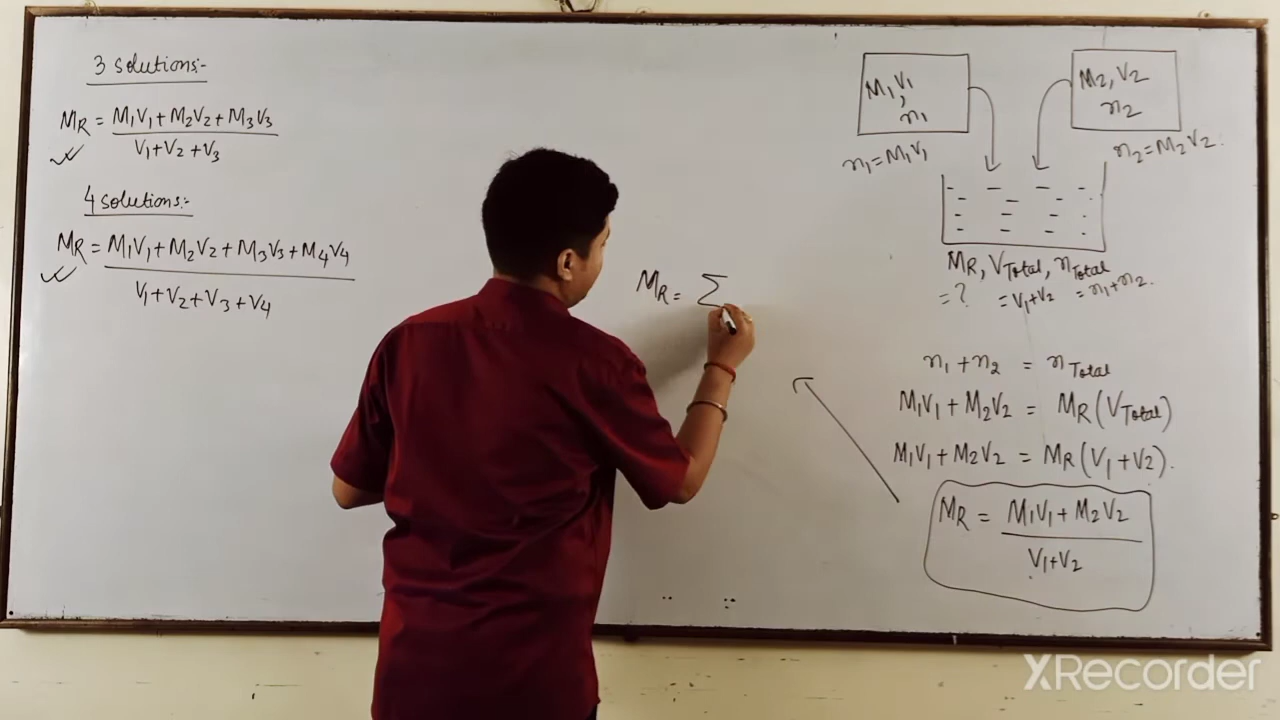 3 solutions:-
MR = M1V1 + M2V2 + M3V3
V1+V2+V3
4 solutions:-
MR = M1V1 + M2V2 + M3V3 + M4V4
V1+V2+V3+V4
MR = Σ
M1, V1
n1
n1=M1V1
M2, V2
n2
n2=M2V2.
MR, VTotal, nTotal
=? =V1+V2 =n1+n2.
n1+n2 = nTotal
M1V1 + M2V2 = MR(VTotal)
M1V1 + M2V2 = MR(V1+V2).
MR = M1V1 + M2V2
V1+V2
XRecorder